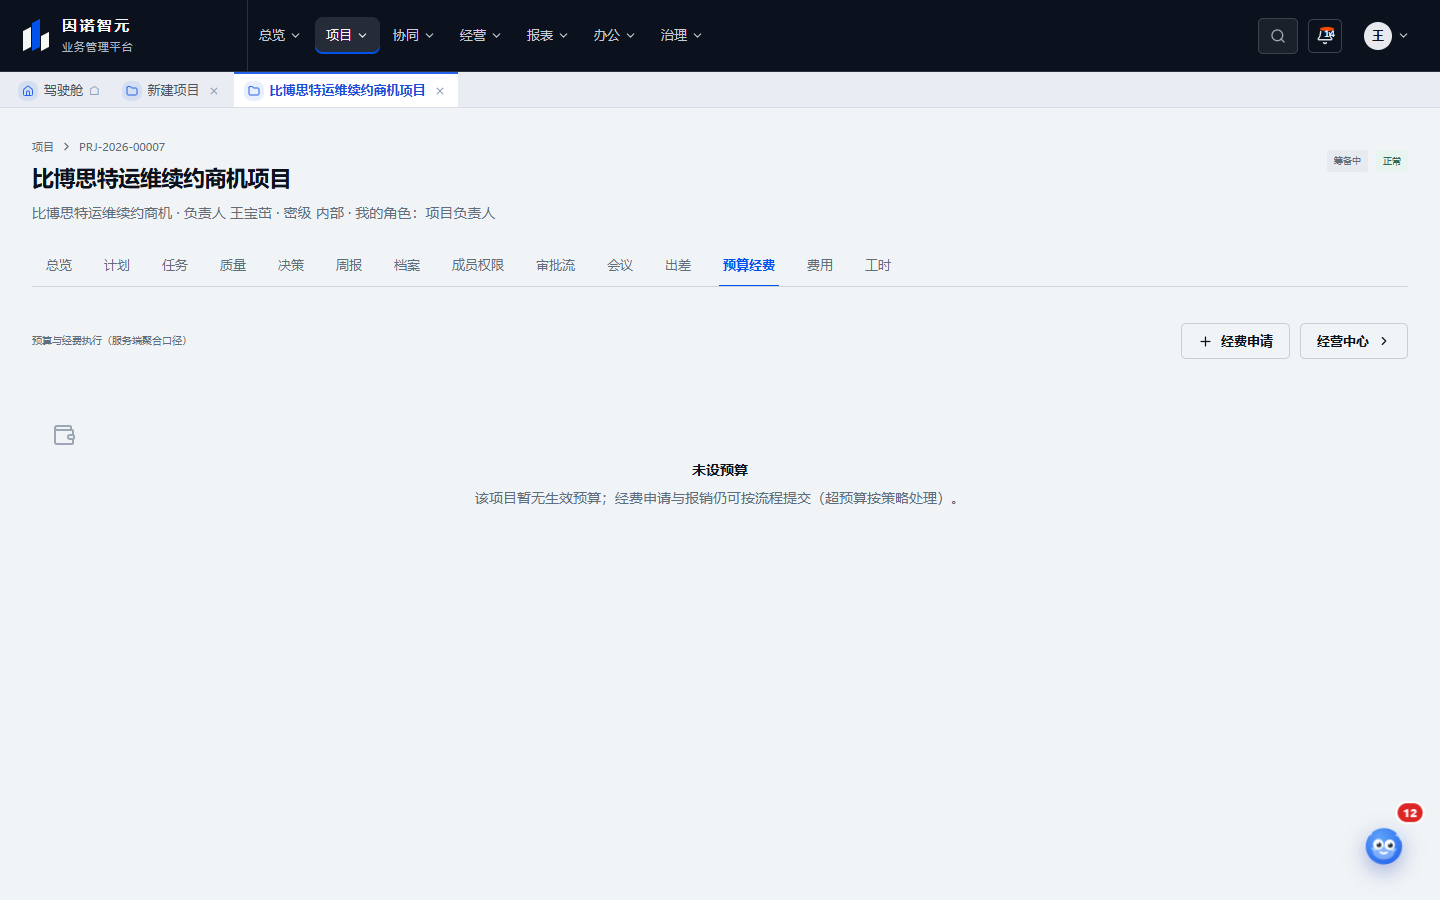 因诺智元
业务管理平台
总览 项目 协同 经营 报表 办公 治理
14
王
驾驶舱 新建项目 比博思特运维续约商机项目
项目 PRJ-2026-00007
比博思特运维续约商机项目
筹备中 正常
比博思特运维续约商机 · 负责人 王宝茁 · 密级 内部 · 我的角色：项目负责人
总览 计划 任务 质量 决策 周报 档案 成员权限 审批流 会议 出差 预算经费 费用 工时
预算与经费执行（服务端聚合口径）
经费申请 经营中心
未设预算
该项目暂无生效预算；经费申请与报销仍可按流程提交（超预算按策略处理）。
12